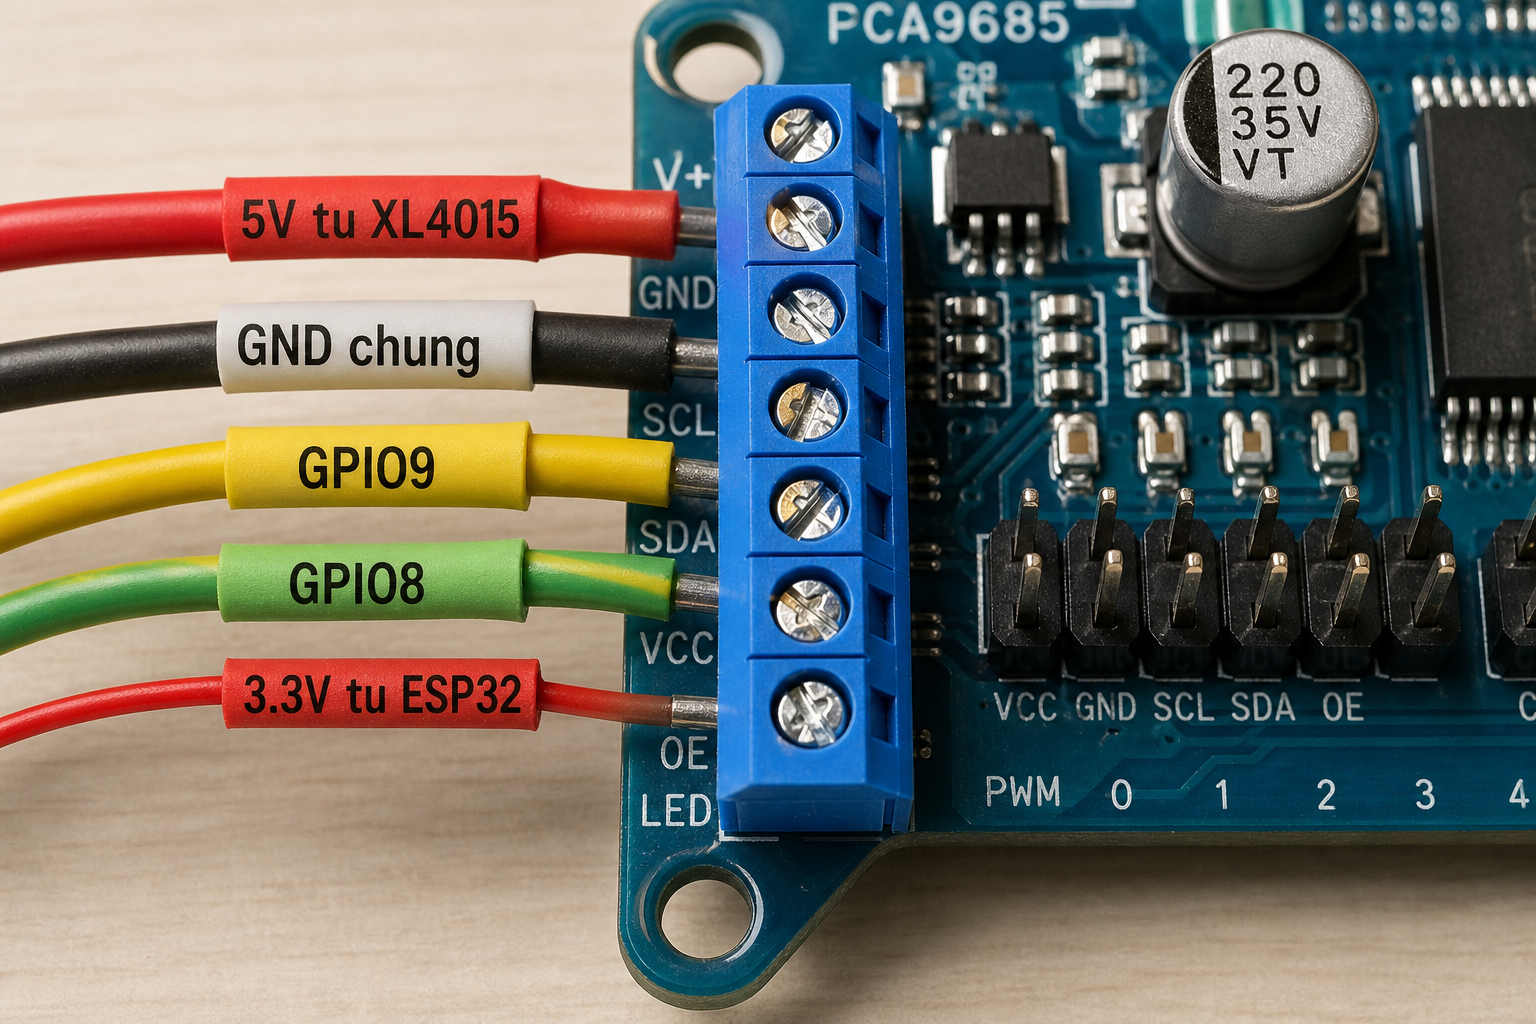 PCA9685
220
35V
VT
V+
5V tu XL4015
GND
GND chung
SCL
GPIO9
SDA
GPIO8
VCC
3.3V tu ESP32
OE
LED
VCC GND SCL SDA OE
PWM 0 1 2 3 4